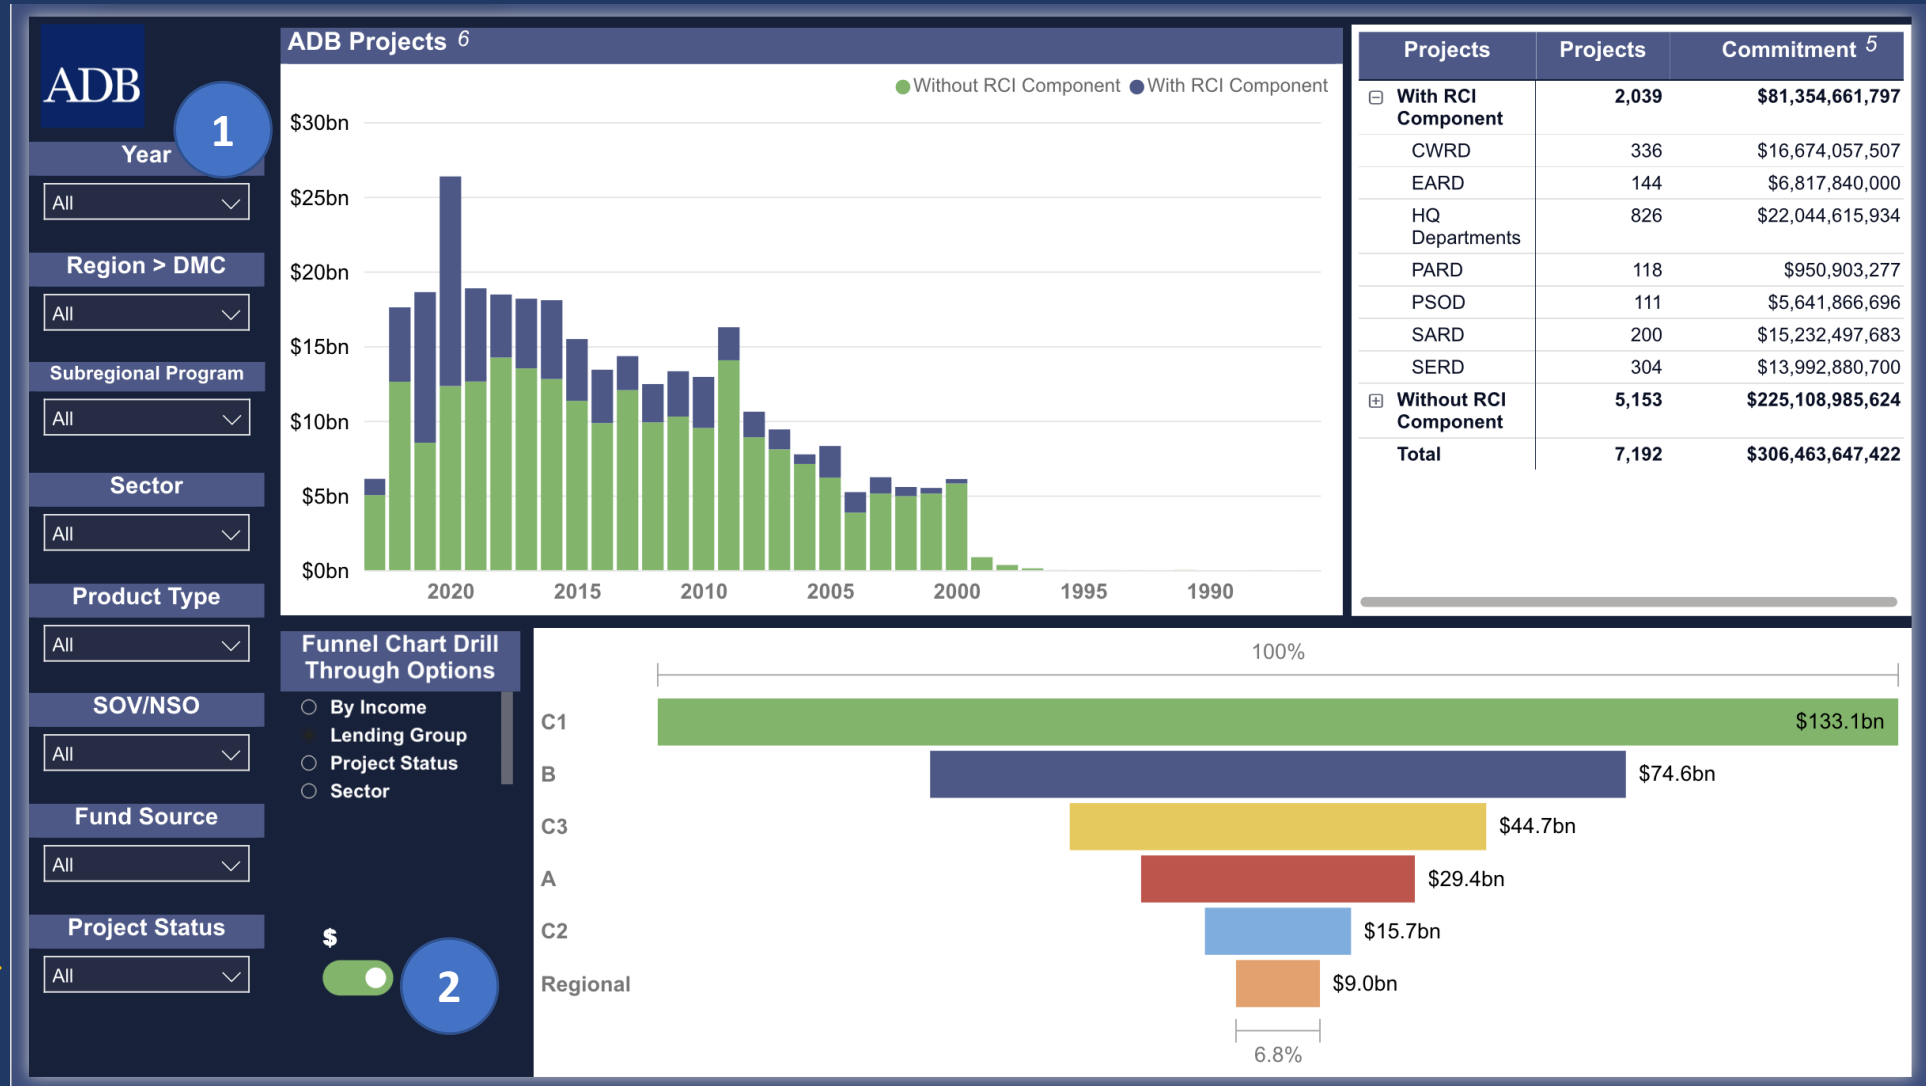 ADB
1
Year
All
Region > DMC
All
Subregional Program
All
Sector
All
Product Type
All
SOV/NSO
All
Fund Source
All
Project Status
All
ADB Projects 6
Without RCI Component With RCI Component
$30bn
$25bn
$20bn
$15bn
$10bn
$5bn
$0bn
2020 2015 2010 2005 2000 1995 1990
Projects Projects Commitment 5
With RCI 2,039 $81,354,661,797
Component
CWRD 336 $16,674,057,507
EARD 144 $6,817,840,000
HQ 826 $22,044,615,934
Departments
PARD 118 $950,903,277
PSOD 111 $5,641,866,696
SARD 200 $15,232,497,683
SERD 304 $13,992,880,700
Without RCI 5,153 $225,108,985,624
Component
Total 7,192 $306,463,647,422
Funnel Chart Drill
Through Options
By Income
Lending Group
Project Status
Sector
$
2
100%
C1 $133.1bn
B $74.6bn
C3 $44.7bn
A $29.4bn
C2 $15.7bn
Regional $9.0bn
6.8%